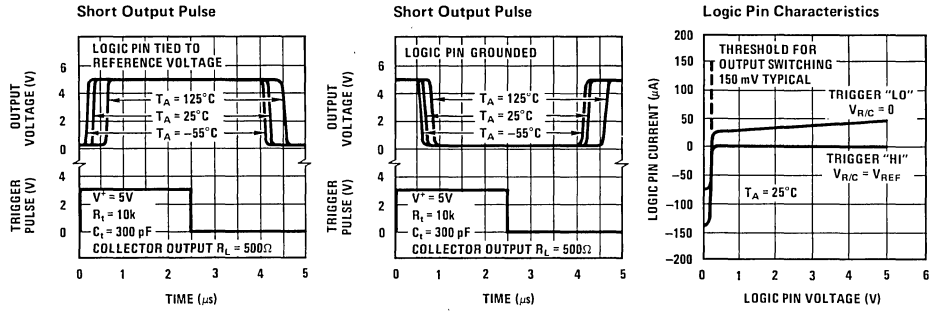 Short Output Pulse
LOGIC PIN TIED TO
REFERENCE VOLTAGE
OUTPUT
VOLTAGE (V)
6
4
2
0
T_A = 125°C
T_A = 25°C
T_A = –55°C
TRIGGER
PULSE (V)
4
2
0
V⁺ = 5V
R_t = 10k
C_t = 300 pF
COLLECTOR OUTPUT R_L = 500Ω
0 1 2 3 4 5
TIME (μs)
Short Output Pulse
LOGIC PIN GROUNDED
OUTPUT
VOLTAGE (V)
6
4
2
0
T_A = 125°C
T_A = 25°C
T_A = –55°C
TRIGGER
PULSE (V)
4
2
0
V⁺ = 5V
R_t = 10k
C_t = 300 pF
COLLECTOR OUTPUT R_L = 500Ω
0 1 2 3 4 5
TIME (μs)
Logic Pin Characteristics
LOGIC PIN CURRENT (μA)
200
150
100
50
0
–50
–100
–150
–200
THRESHOLD FOR
OUTPUT SWITCHING
150 mV TYPICAL
TRIGGER "LO"
V_R/C = 0
TRIGGER "HI"
V_R/C = V_REF
T_A = 25°C
0 1 2 3 4 5 6
LOGIC PIN VOLTAGE (V)